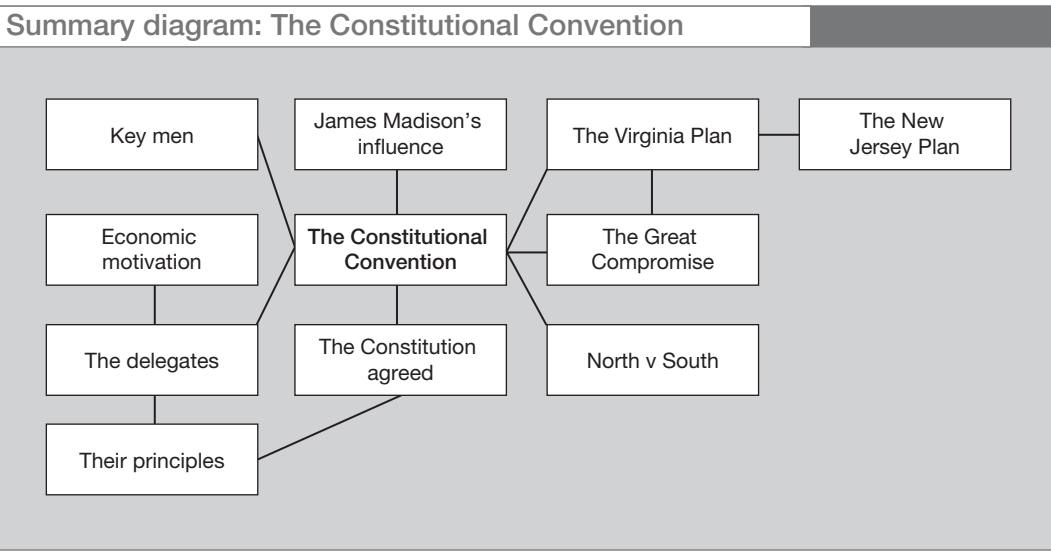 Summary diagram: The Constitutional Convention
Key men
James Madison's
influence
The Virginia Plan
The New
Jersey Plan
Economic
motivation
The Constitutional
Convention
The Great
Compromise
The delegates
The Constitution
agreed
North v South
Their principles